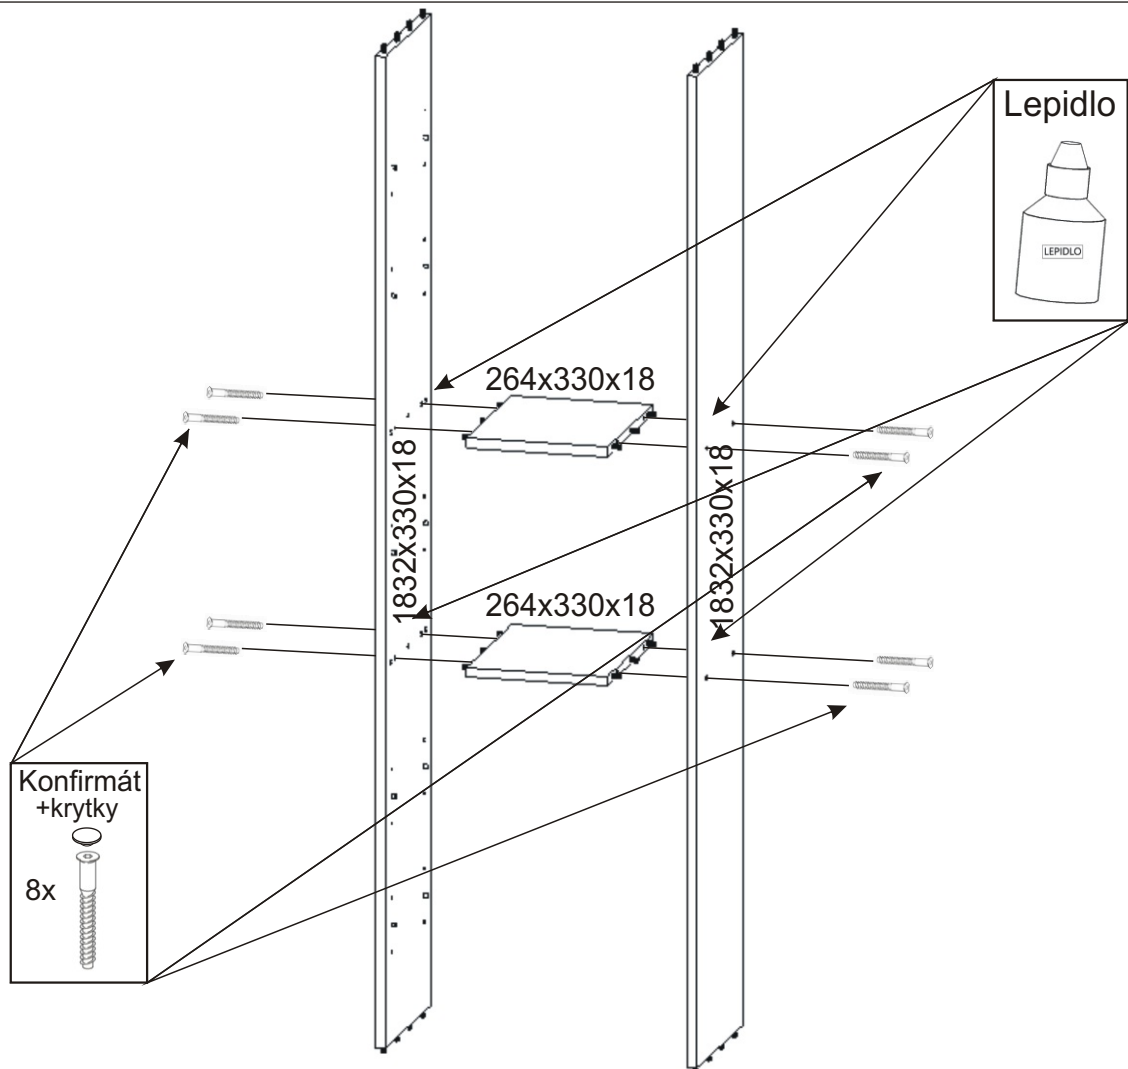 Lepidlo
LEPIDLO
264x330x18
1832x330x18
1832x330x18
264x330x18
Konfirmát
+krytky
8x